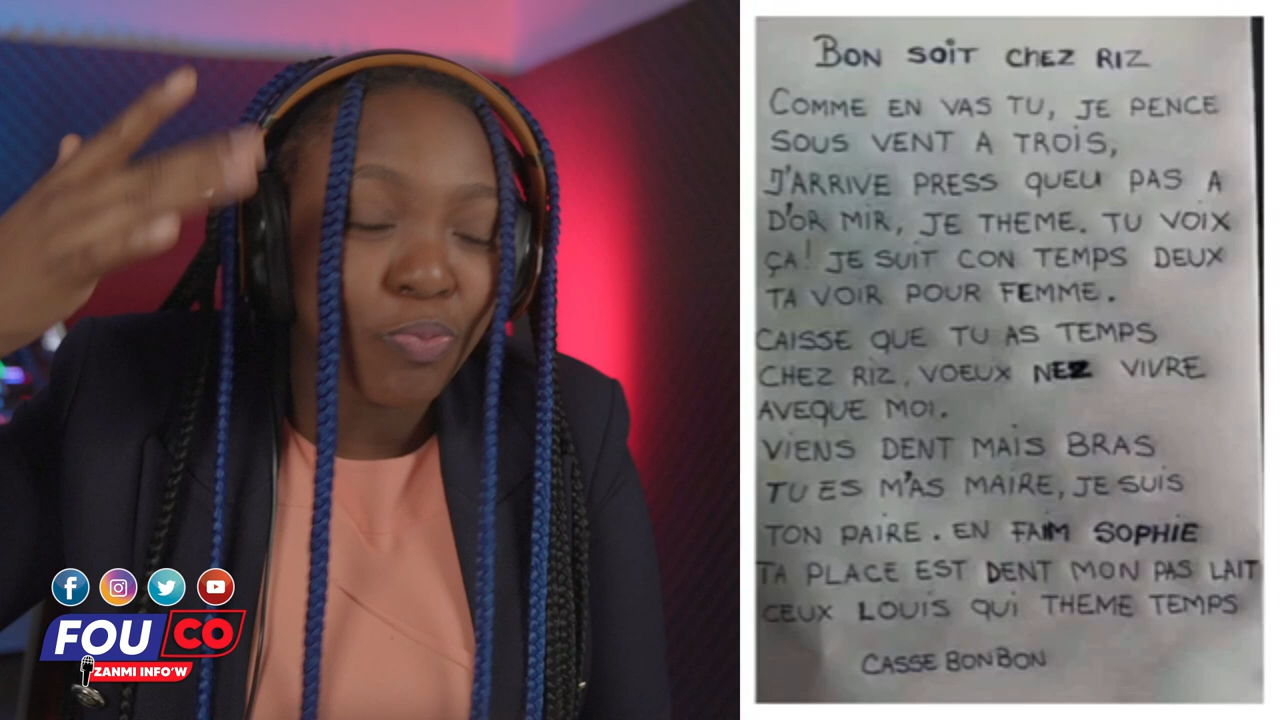 BON SOIT CHEZ RIZ
COMME EN VAS TU, JE PENCE
SOUS VENT A TROIS,
J'ARRIVE PRESS QUEU PAS A
D'OR MIR, JE THEME. TU VOIX
ÇA! JE SUIT CON TEMPS DEUX
TA VOIR POUR FEMME.
CAISSE QUE TU AS TEMPS
CHEZ RIZ, VOEUX NEZ VIVRE
AVEQUE MOI.
VIENS DENT MAIS BRAS
TU ES M'AS MAIRE, JE SUIS
TON PAIRE. EN FAIM SOPHIE
TA PLACE EST DENT MON PAS LAIT
CEUX LOUIS QUI THEME TEMPS
CASSE BONBON
FOU CO
ZANMI INFO'W